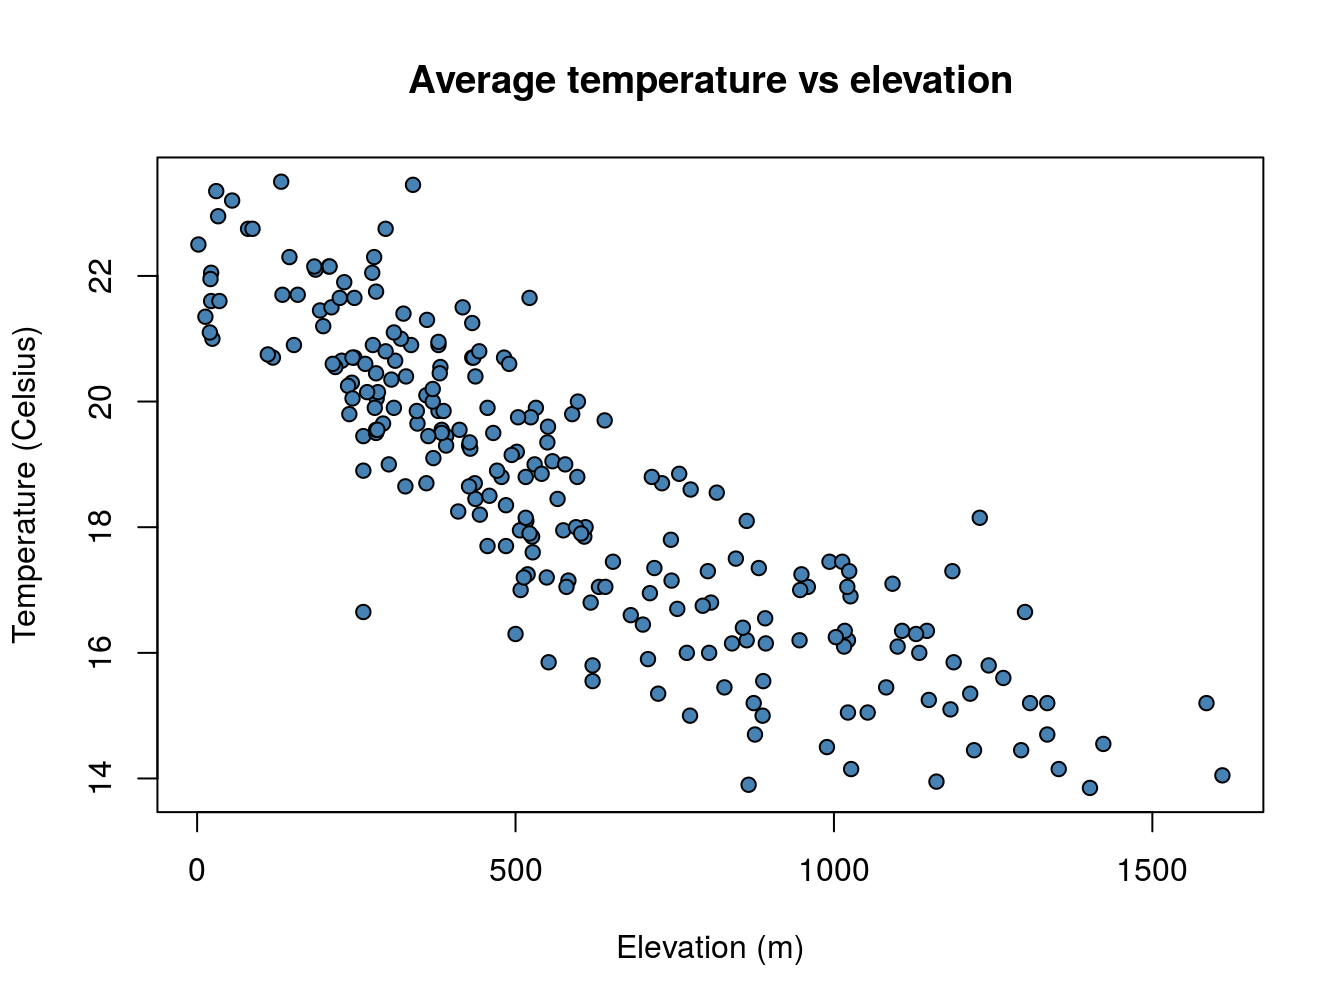 Average temperature vs elevation
Temperature (Celsius)
22
20
18
16
14
0 500 1000 1500
Elevation (m)